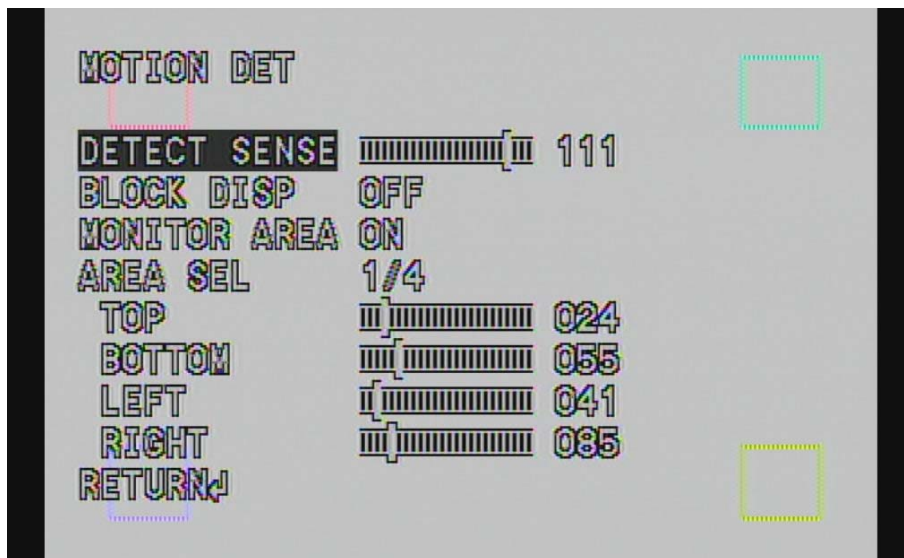 MOTION DET
DETECT SENSE 111
BLOCK DISP OFF
MONITOR AREA ON
AREA SEL 1/4
TOP 024
BOTTOM 055
LEFT 041
RIGHT 085
RETURN↵